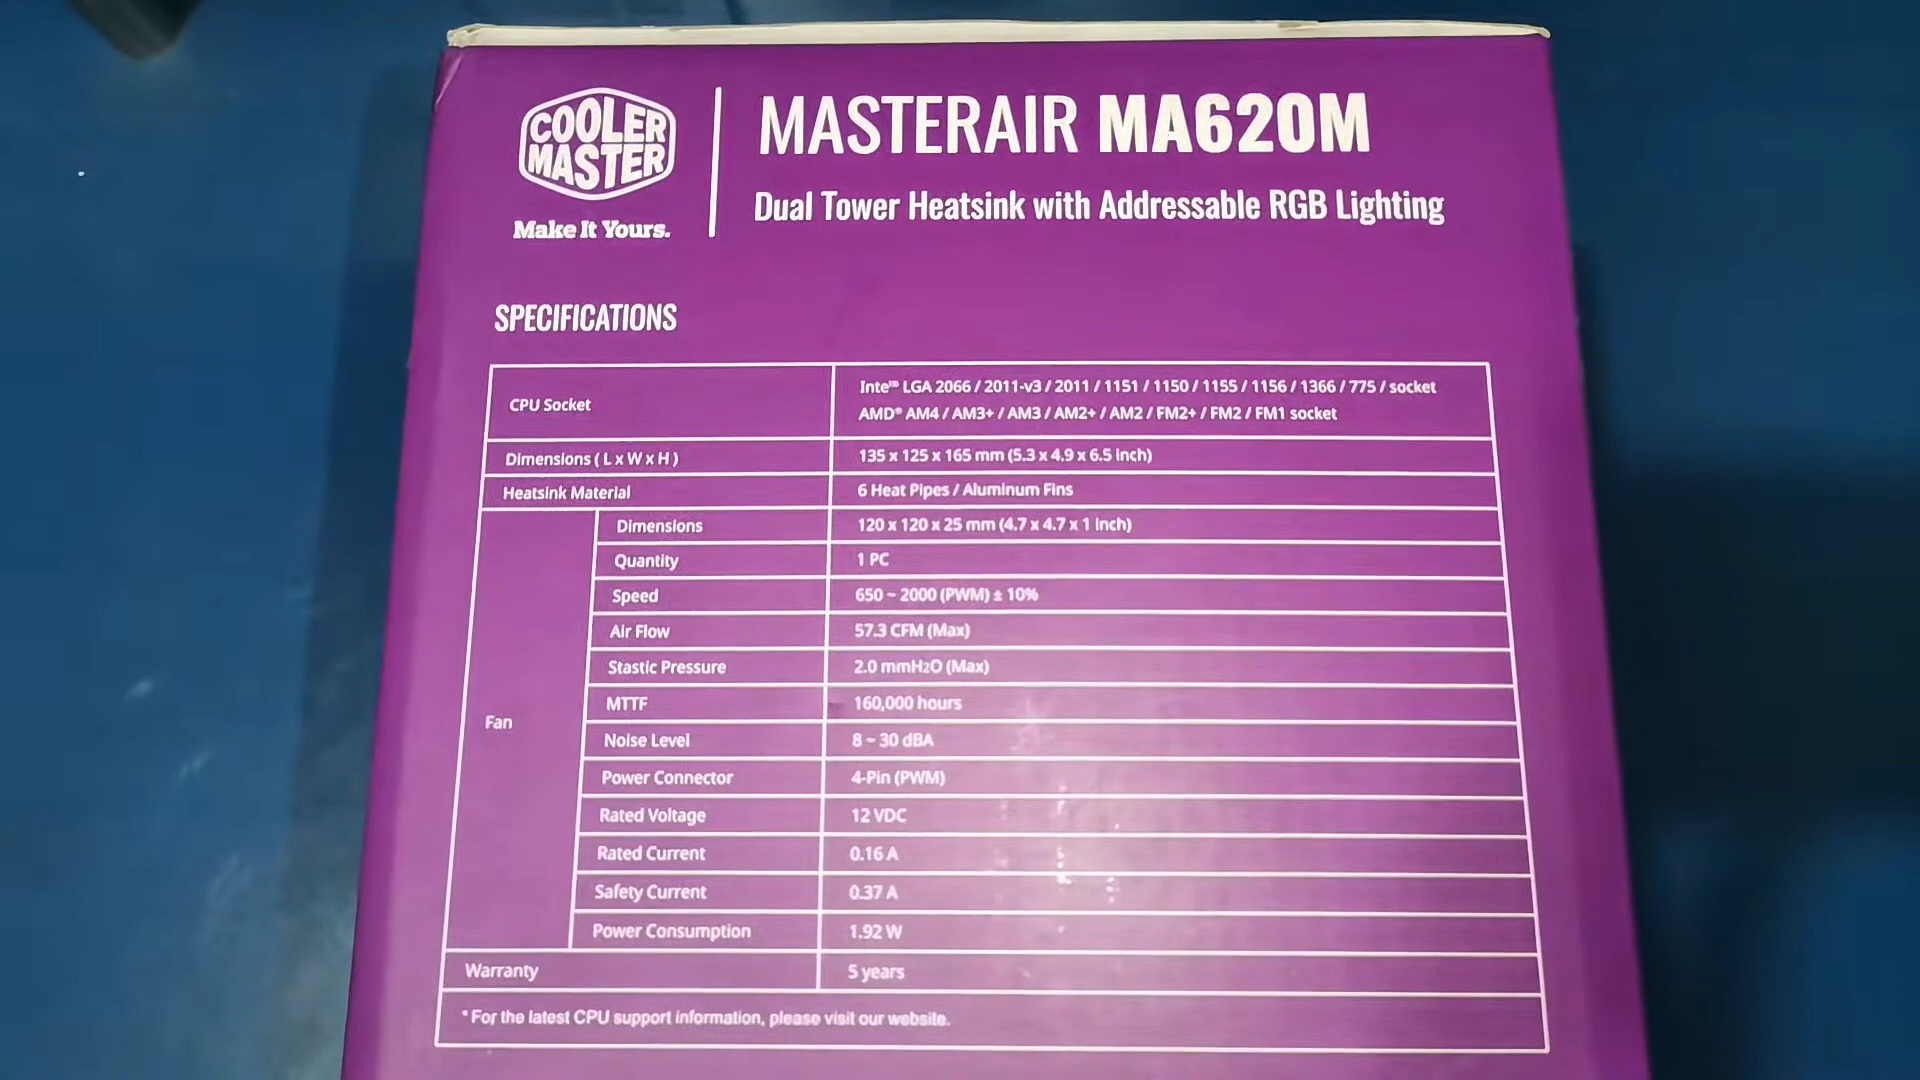 COOLER
MASTER
Make It Yours.
MASTERAIR MA620M
Dual Tower Heatsink with Addressable RGB Lighting
SPECIFICATIONS
CPU Socket
Intel® LGA 2066 / 2011-v3 / 2011 / 1151 / 1150 / 1155 / 1156 / 1366 / 775 / socket
AMD® AM4 / AM3+ / AM3 / AM2+ / AM2 / FM2+ / FM2 / FM1 socket
Dimensions ( L x W x H )
135 x 125 x 165 mm (5.3 x 4.9 x 6.5 inch)
Heatsink Material
6 Heat Pipes / Aluminum Fins
Fan
Dimensions
120 x 120 x 25 mm (4.7 x 4.7 x 1 inch)
Quantity
1 PC
Speed
650 ~ 2000 (PWM) ± 10%
Air Flow
57.3 CFM (Max)
Stastic Pressure
2.0 mmH₂O (Max)
MTTF
160,000 hours
Noise Level
8 ~ 30 dBA
Power Connector
4-Pin (PWM)
Rated Voltage
12 VDC
Rated Current
0.16 A
Safety Current
0.37 A
Power Consumption
1.92 W
Warranty
5 years
* For the latest CPU support information, please visit our website.